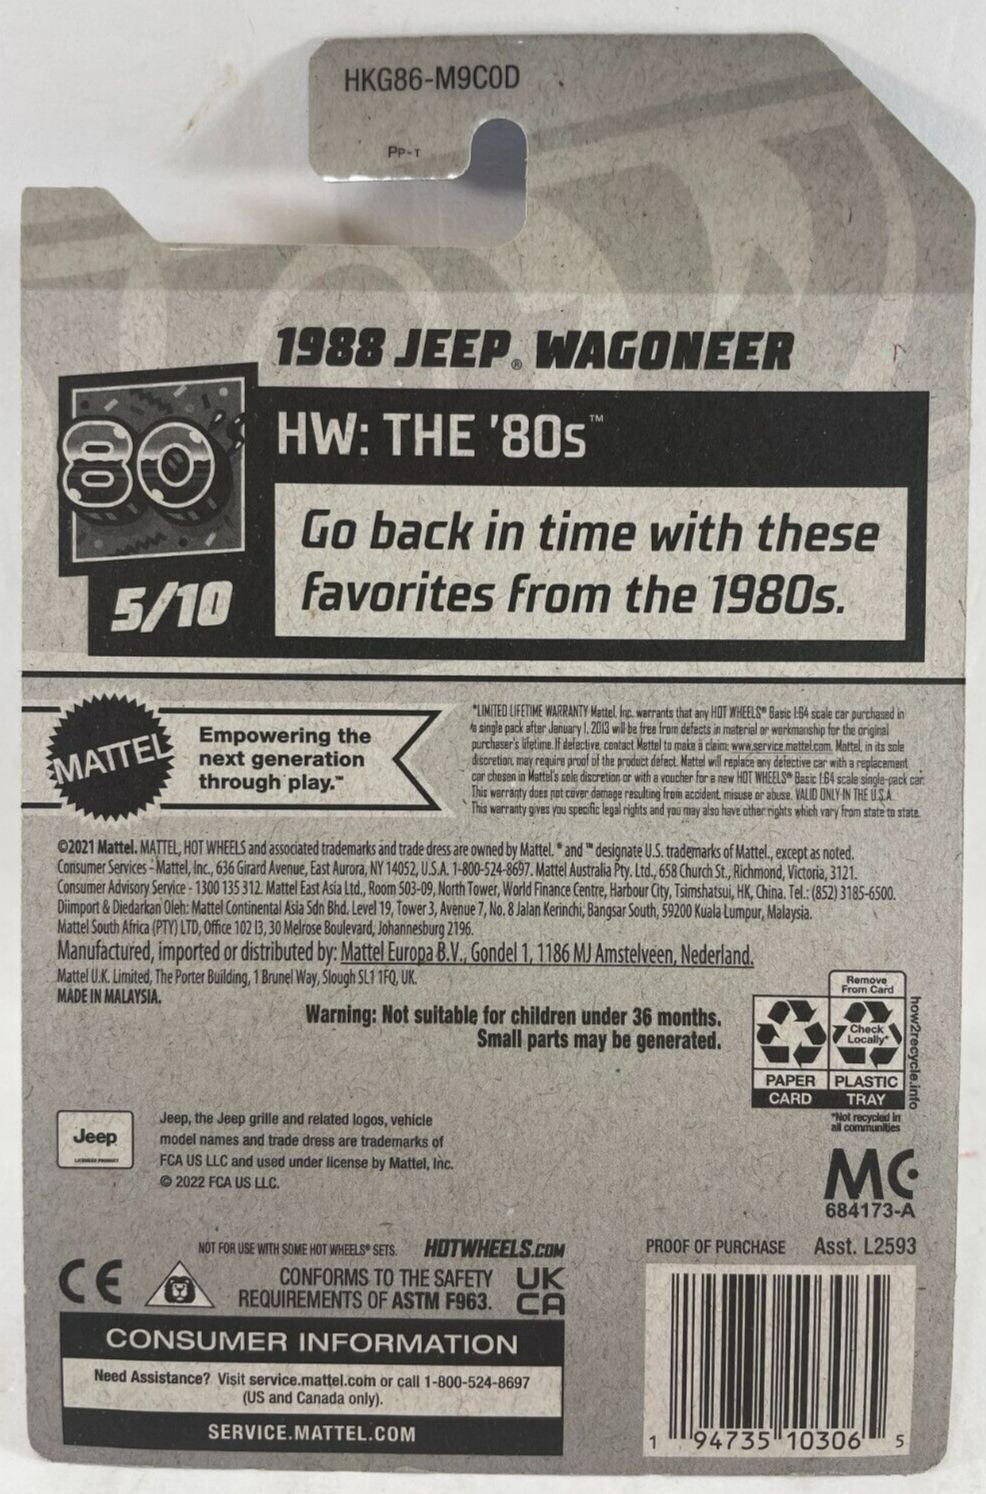 HKG86-M9C0D
PP-T
1988 JEEP® WAGONEER
80's
HW: THE '80s™
Go back in time with these
favorites from the 1980s.
5/10
MATTEL
Empowering the
next generation
through play.™
*LIMITED LIFETIME WARRANTY Mattel, Inc. warrants that any HOT WHEELS® Basic 1:64 scale car purchased in
a single pack after January 1, 2013 will be free from defects in material or workmanship for the original
purchaser's lifetime. If defective, contact Mattel to make a claim; www.service.mattel.com. Mattel, in its sole
discretion, may require proof of the product defect. Mattel will replace any defective car with a replacement
car chosen in Mattel's sole discretion or with a voucher for a new HOT WHEELS® Basic 1:64 scale single-pack car.
This warranty does not cover damage resulting from accident, misuse or abuse. VALID ONLY IN THE U.S.A.
This warranty gives you specific legal rights and you may also have other rights which vary from state to state.
©2021 Mattel. MATTEL, HOT WHEELS and associated trademarks and trade dress are owned by Mattel. ® and ™ designate U.S. trademarks of Mattel., except as noted.
Consumer Services - Mattel, Inc., 636 Girard Avenue, East Aurora, NY 14052, U.S.A. 1-800-524-8697. Mattel Australia Pty. Ltd., 658 Church St., Richmond, Victoria, 3121.
Consumer Advisory Service - 1300 135 312. Mattel East Asia Ltd., Room 503-09, North Tower, World Finance Centre, Harbour City, Tsimshatsui, HK, China. Tel.: (852) 3185-6500.
Diimport & Diedarkan Oleh: Mattel Continental Asia Sdn Bhd. Level 19, Tower 3, Avenue 7, No. 8 Jalan Kerinchi, Bangsar South, 59200 Kuala Lumpur, Malaysia.
Mattel South Africa (PTY) LTD, Office 102 I3, 30 Melrose Boulevard, Johannesburg 2196.
Manufactured, imported or distributed by: Mattel Europa B.V., Gondel 1, 1186 MJ Amstelveen, Nederland.
Mattel U.K. Limited, The Porter Building, 1 Brunel Way, Slough SL1 1FQ, UK.
MADE IN MALAYSIA.
Warning: Not suitable for children under 36 months.
Small parts may be generated.
Remove
From Card
Check
Locally*
PAPER PLASTIC
CARD TRAY
how2recycle.info
*Not recycled in
all communities
Jeep
LICENSED PRODUCT
Jeep, the Jeep grille and related logos, vehicle
model names and trade dress are trademarks of
FCA US LLC and used under license by Mattel, Inc.
© 2022 FCA US LLC.
MC
684173-A
NOT FOR USE WITH SOME HOT WHEELS® SETS. HOTWHEELS.COM
PROOF OF PURCHASE Asst. L2593
CE
CONFORMS TO THE SAFETY
REQUIREMENTS OF ASTM F963.
UK
CA
CONSUMER INFORMATION
Need Assistance? Visit service.mattel.com or call 1-800-524-8697
(US and Canada only).
SERVICE.MATTEL.COM
1 94735 10306 5